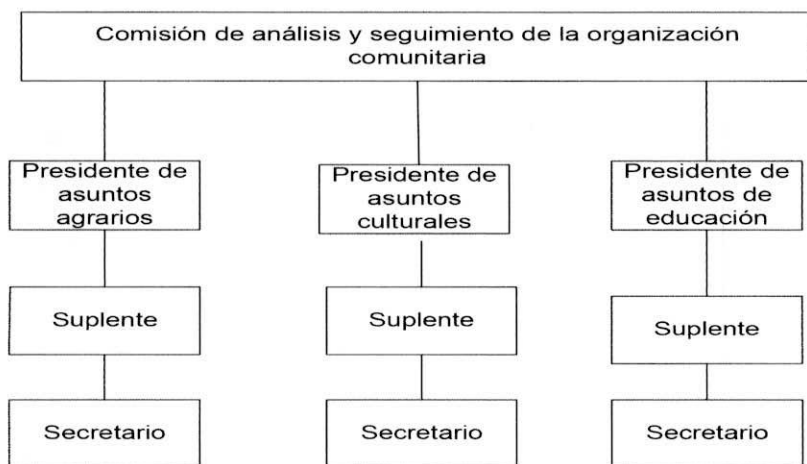 Comisión de análisis y seguimiento de la organización
comunitaria
Presidente de
asuntos
agrarios
Presidente de
asuntos
culturales
Presidente de
asuntos de
educación
Suplente
Suplente
Suplente
Secretario
Secretario
Secretario